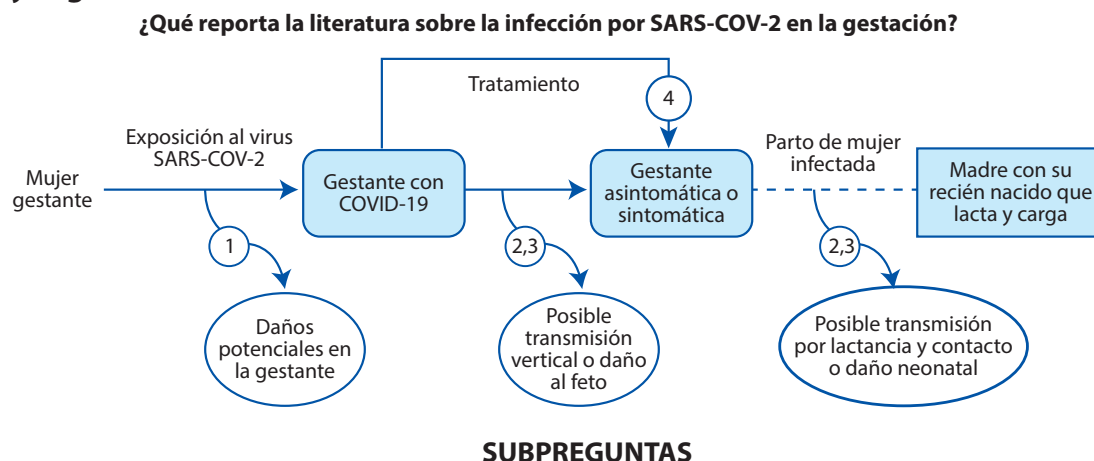 ¿Qué reporta la literatura sobre la infección por SARS-COV-2 en la gestación?
Tratamiento
4
Exposición al virus
SARS-COV-2
Parto de mujer
infectada
Mujer
gestante
Gestante con
COVID-19
Gestante
asintomática o
sintomática
Madre con su
recién nacido que
lacta y carga
1
2,3
2,3
Daños
potenciales en
la gestante
Posible
transmisión
vertical o daño
al feto
Posible transmisión
por lactancia y contacto
o daño neonatal
SUBPREGUNTAS